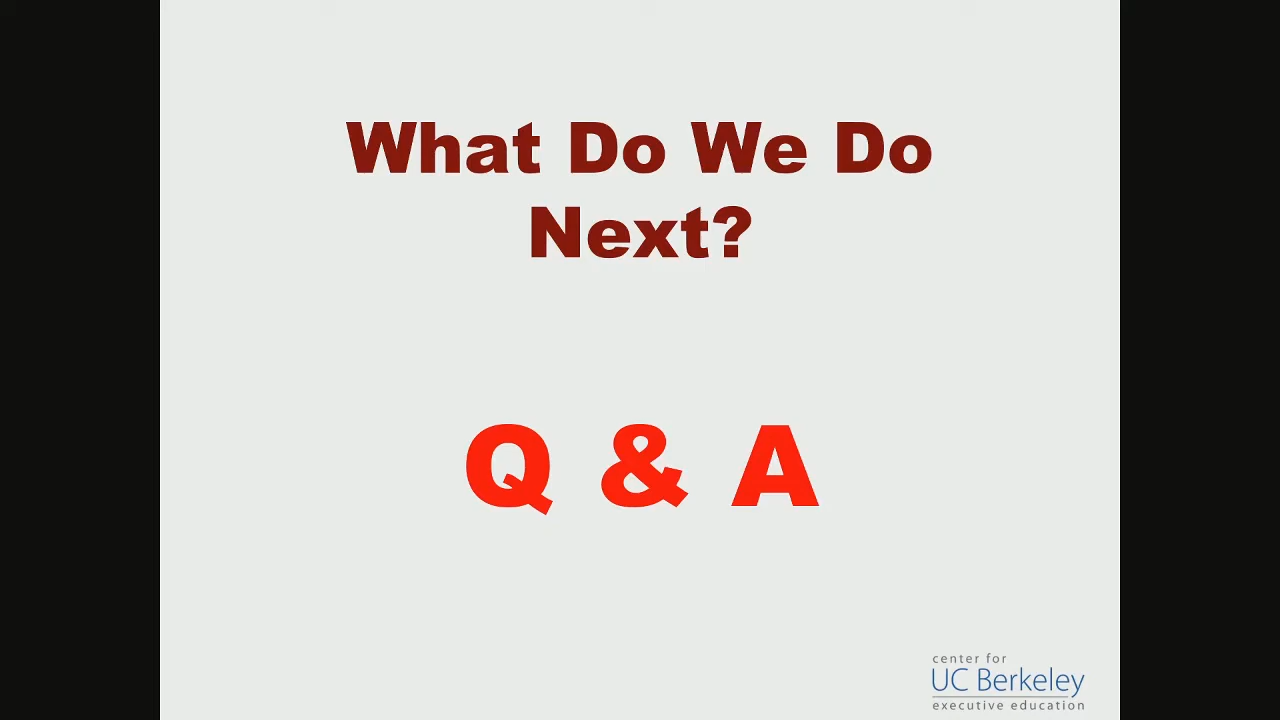 What Do We Do
Next?
Q & A
center for
UC Berkeley
executive education